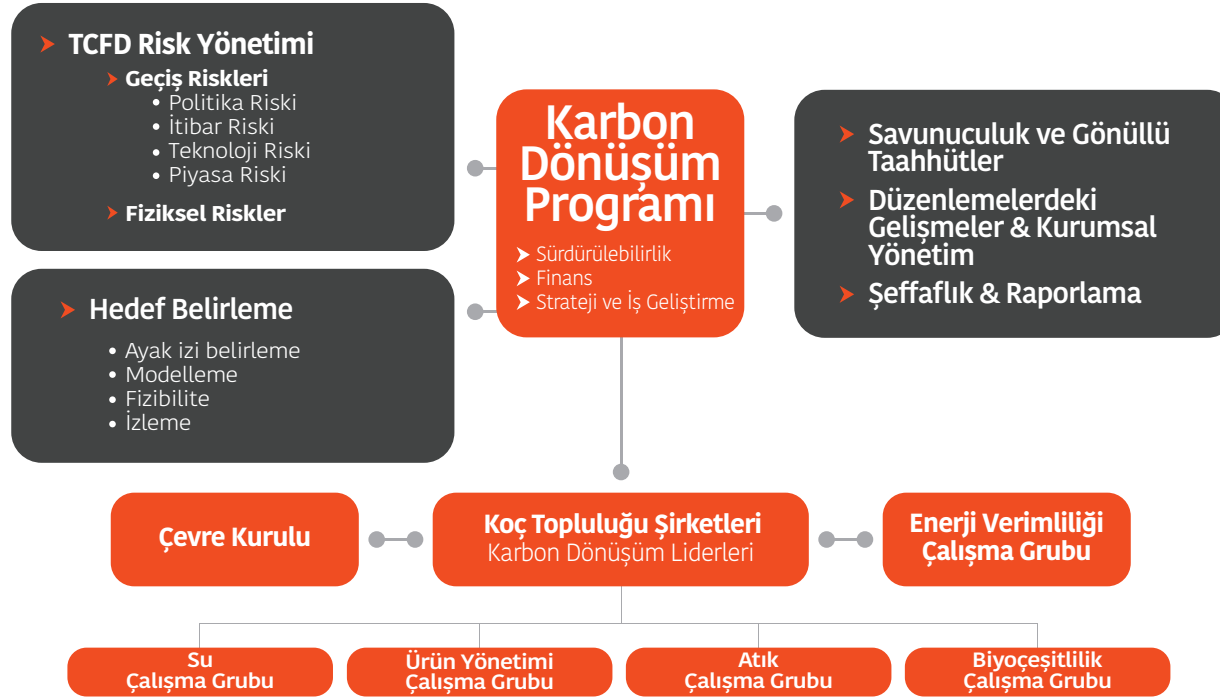 TCFD Risk Yönetimi
Geçiş Riskleri
• Politika Riski
• İtibar Riski
• Teknoloji Riski
• Piyasa Riski
Fiziksel Riskler
Hedef Belirleme
• Ayak izi belirleme
• Modelleme
• Fizibilite
• İzleme
Karbon
Dönüşüm
Programı
Sürdürülebilirlik
Finans
Strateji ve İş Geliştirme
Savunuculuk ve Gönüllü
Taahhütler
Düzenlemelerdeki
Gelişmeler & Kurumsal
Yönetim
Şeffaflık & Raporlama
Çevre Kurulu
Koç Topluluğu Şirketleri
Karbon Dönüşüm Liderleri
Enerji Verimliliği
Çalışma Grubu
Su
Çalışma Grubu
Ürün Yönetimi
Çalışma Grubu
Atık
Çalışma Grubu
Biyoçeşitlilik
Çalışma Grubu